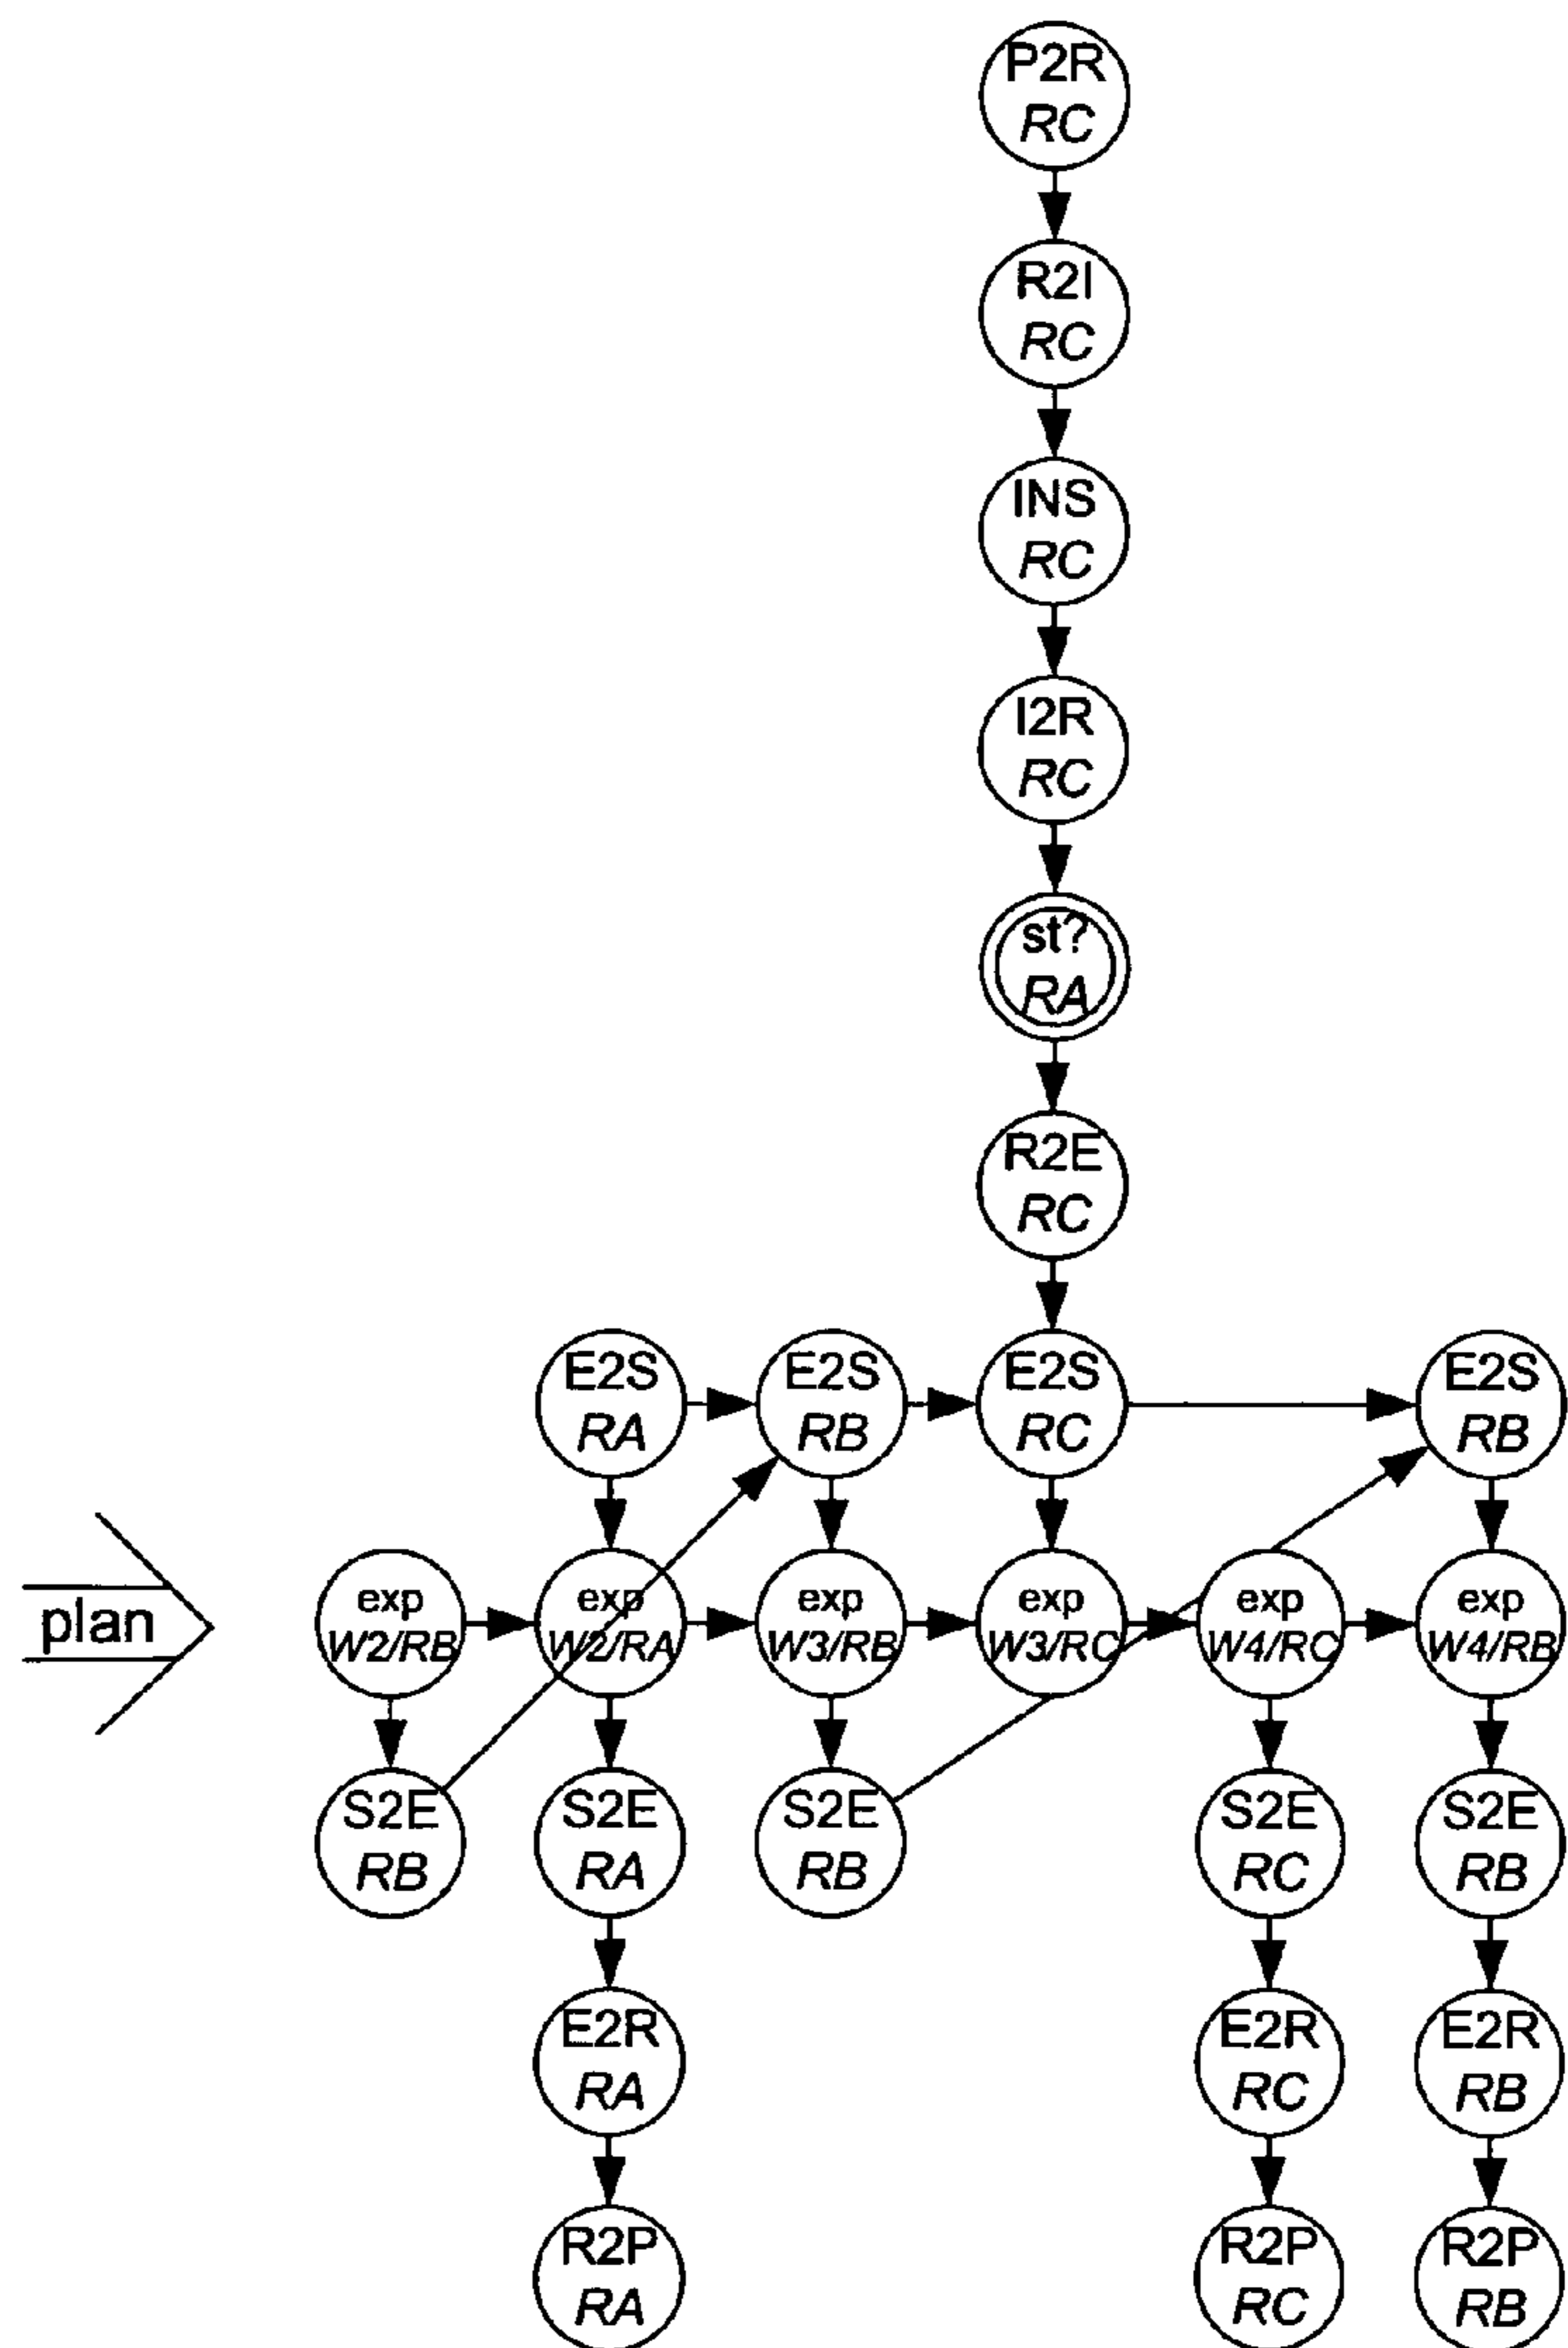 P2R
RC
R2I
RC
INS
RC
I2R
RC
st?
RA
R2E
RC
E2S
RA
E2S
RB
E2S
RC
E2S
RB
plan
exp
W2/RB
exp
W2/RA
exp
W3/RB
exp
W3/RC
exp
W4/RC
exp
W4/RB
S2E
RB
S2E
RA
S2E
RB
S2E
RC
S2E
RB
E2R
RA
E2R
RC
E2R
RB
R2P
RA
R2P
RC
R2P
RB